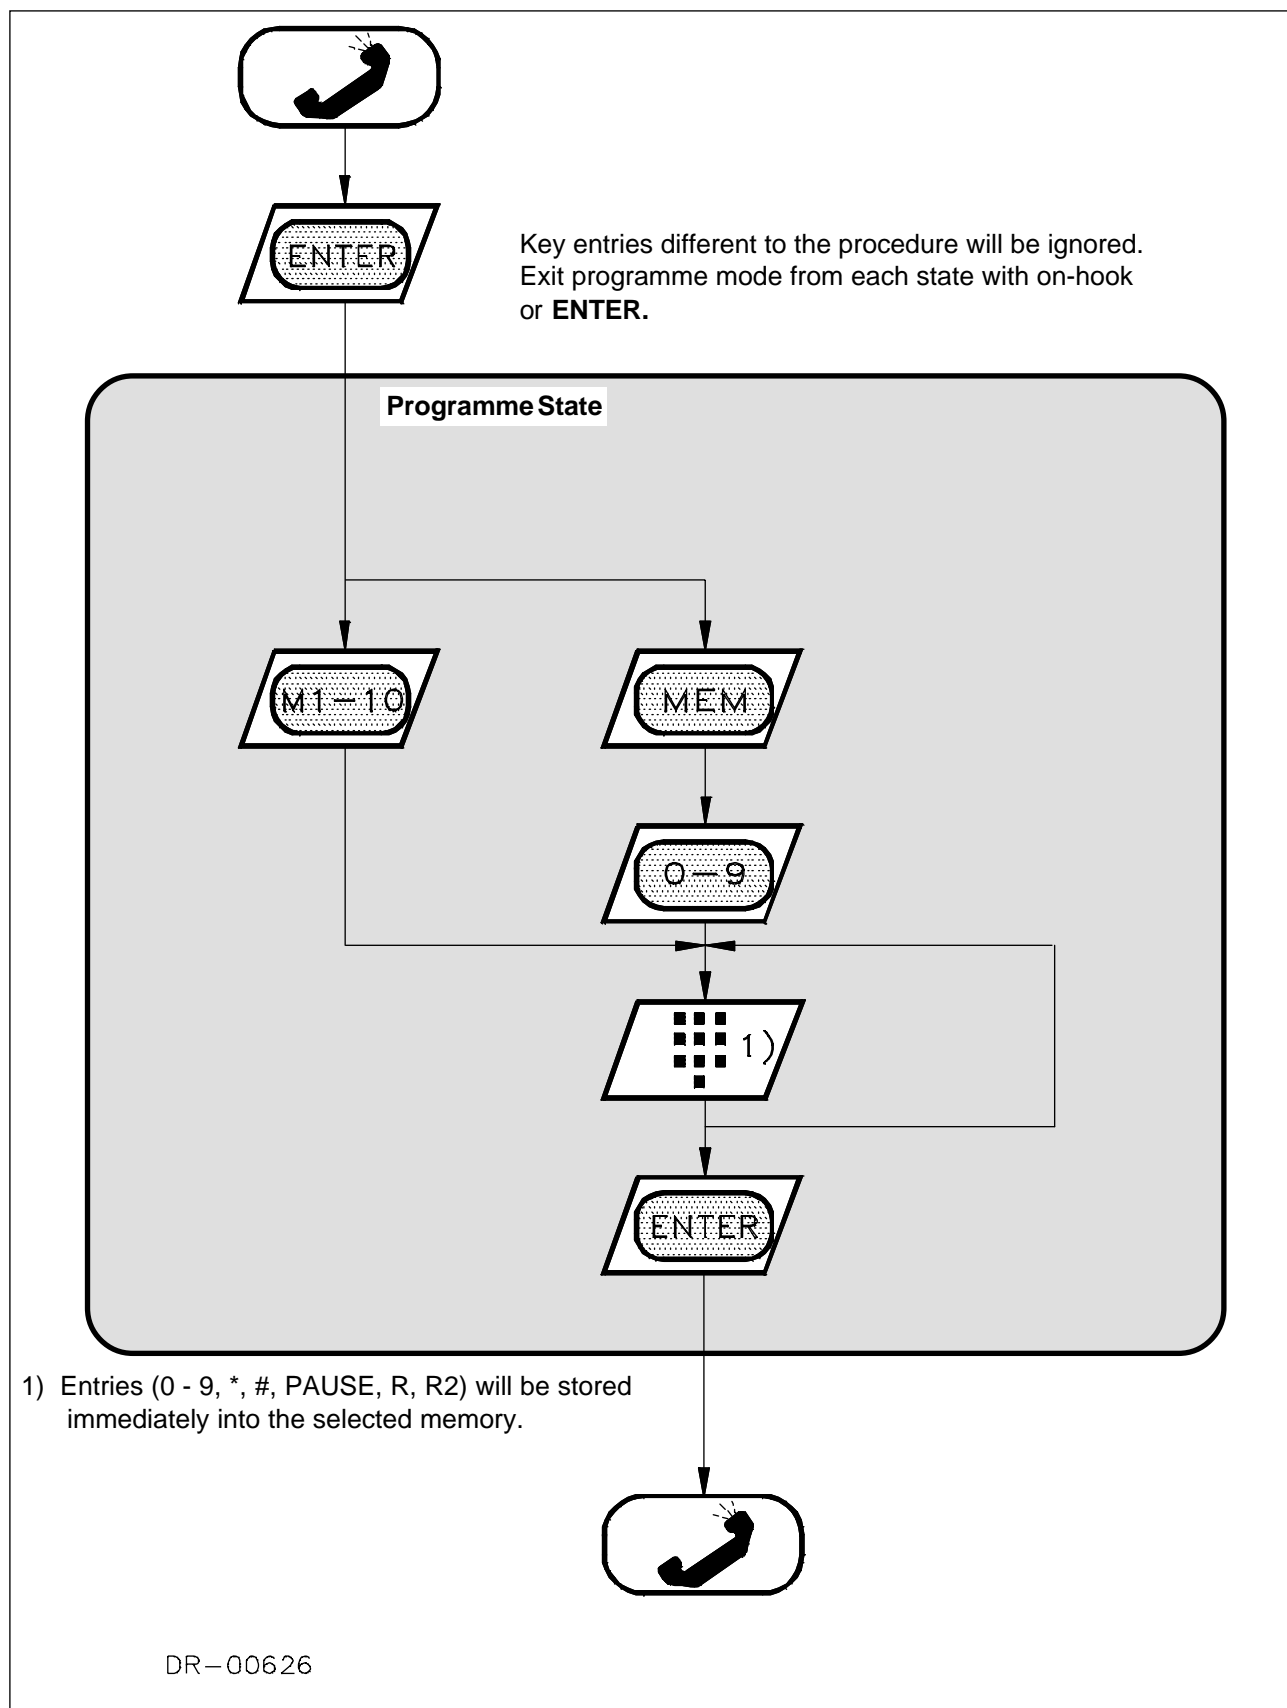 ENTER
Key entries different to the procedure will be ignored.
Exit programme mode from each state with on-hook
or ENTER.
Programme State
M1-10
MEM
0-9
1)
ENTER
1) Entries (0 - 9, *, #, PAUSE, R, R2) will be stored
immediately into the selected memory.
DR-00626